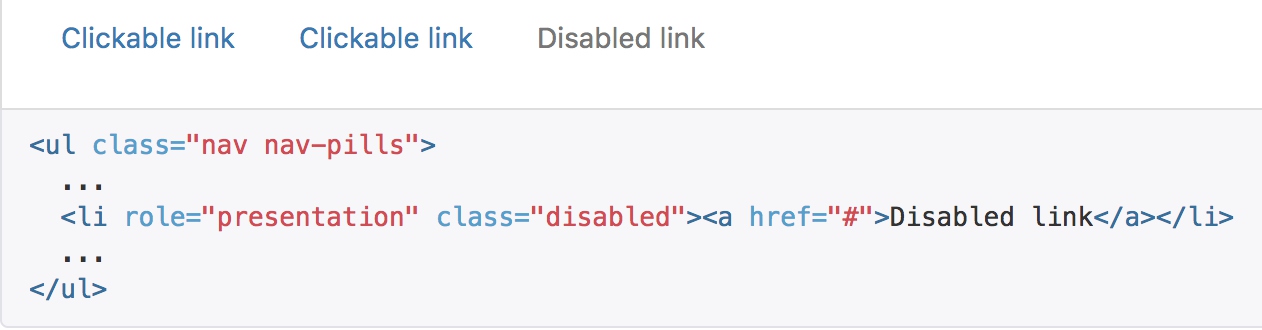 Clickable link Clickable link Disabled link
<ul class="nav nav-pills">
...
<li role="presentation" class="disabled"><a href="#">Disabled link</a></li>
...
</ul>